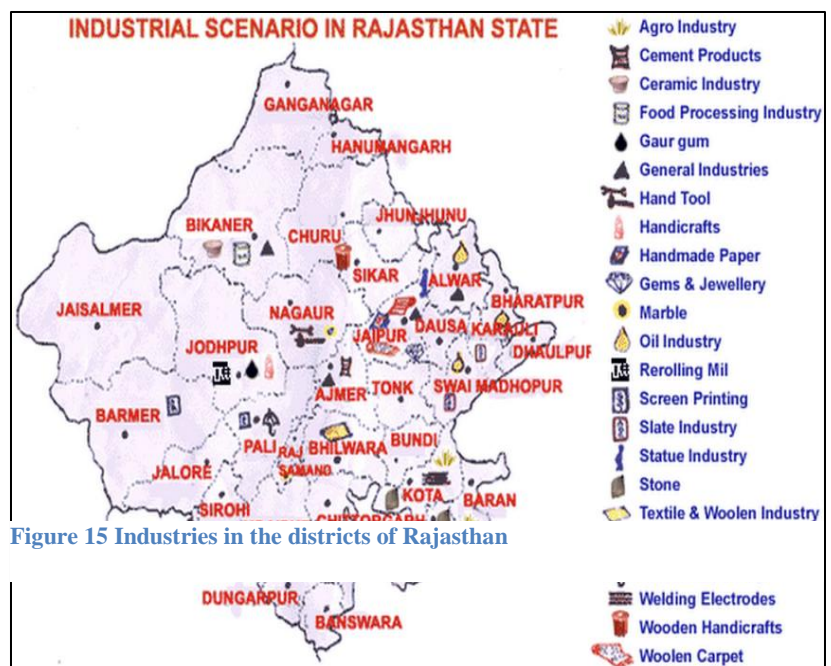 INDUSTRIAL SCENARIO IN RAJASTHAN STATE
GANGANAGAR
HANUMANGARH
BIKANER
CHURU
JHUNJHUNU
SIKAR
ALWAR
BHARATPUR
JAISALMER
NAGAUR
JODHPUR
JAIPUR
DAUSA
KARAULI
DHAULPUR
AJMER
TONK
SWAI MADHOPUR
BARMER
PALI
RAJ
SAMAND
BHILWARA
BUNDI
JALORE
KOTA
BARAN
SIROHI
DUNGARPUR
BANSWARA
Agro Industry
Cement Products
Ceramic Industry
Food Processing Industry
Gaur gum
General Industries
Hand Tool
Handicrafts
Handmade Paper
Gems & Jewellery
Marble
Oil Industry
Rerolling Mil
Screen Printing
Slate Industry
Statue Industry
Stone
Textile & Woolen Industry
Welding Electrodes
Wooden Handicrafts
Woolen Carpet
Figure 15 Industries in the districts of Rajasthan